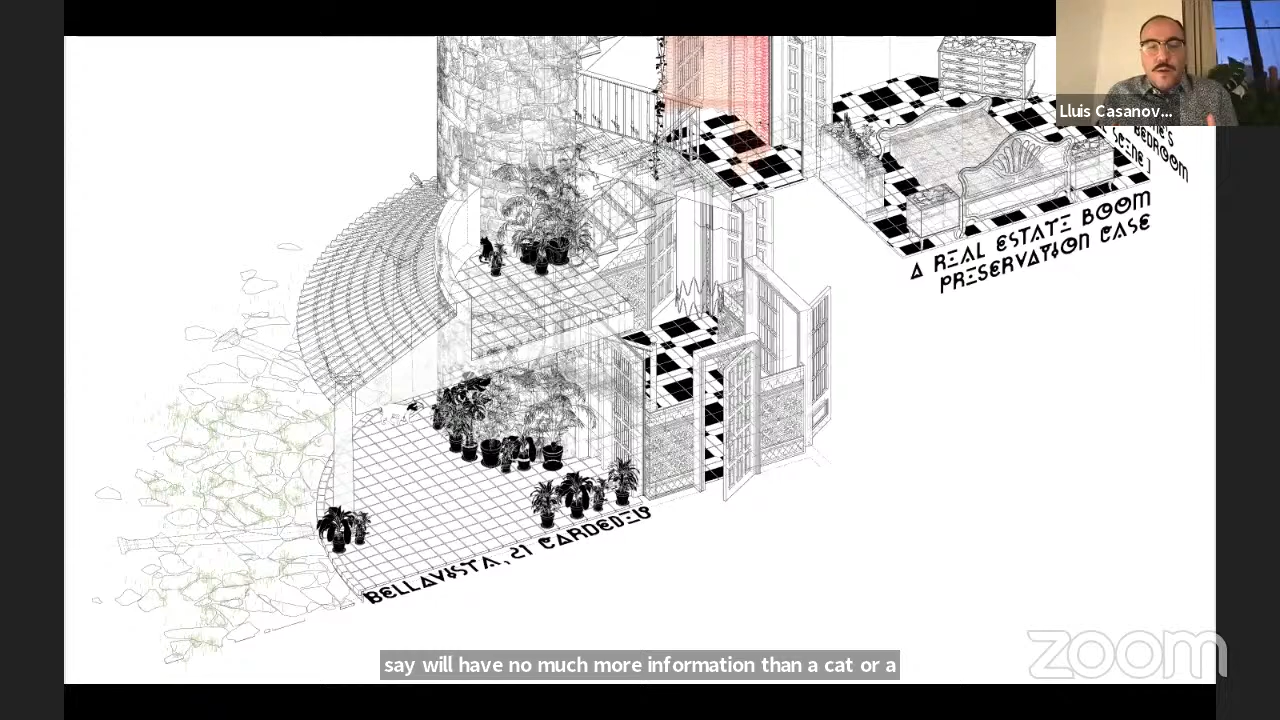 Lluis Casanov...
BEDROOM
SCENE]
A REAL ESTATE BOOM
PRESERVATION CASE
BELLAVISTA, 21 CARDEDEU
say will have no much more information than a cat or a
zoom